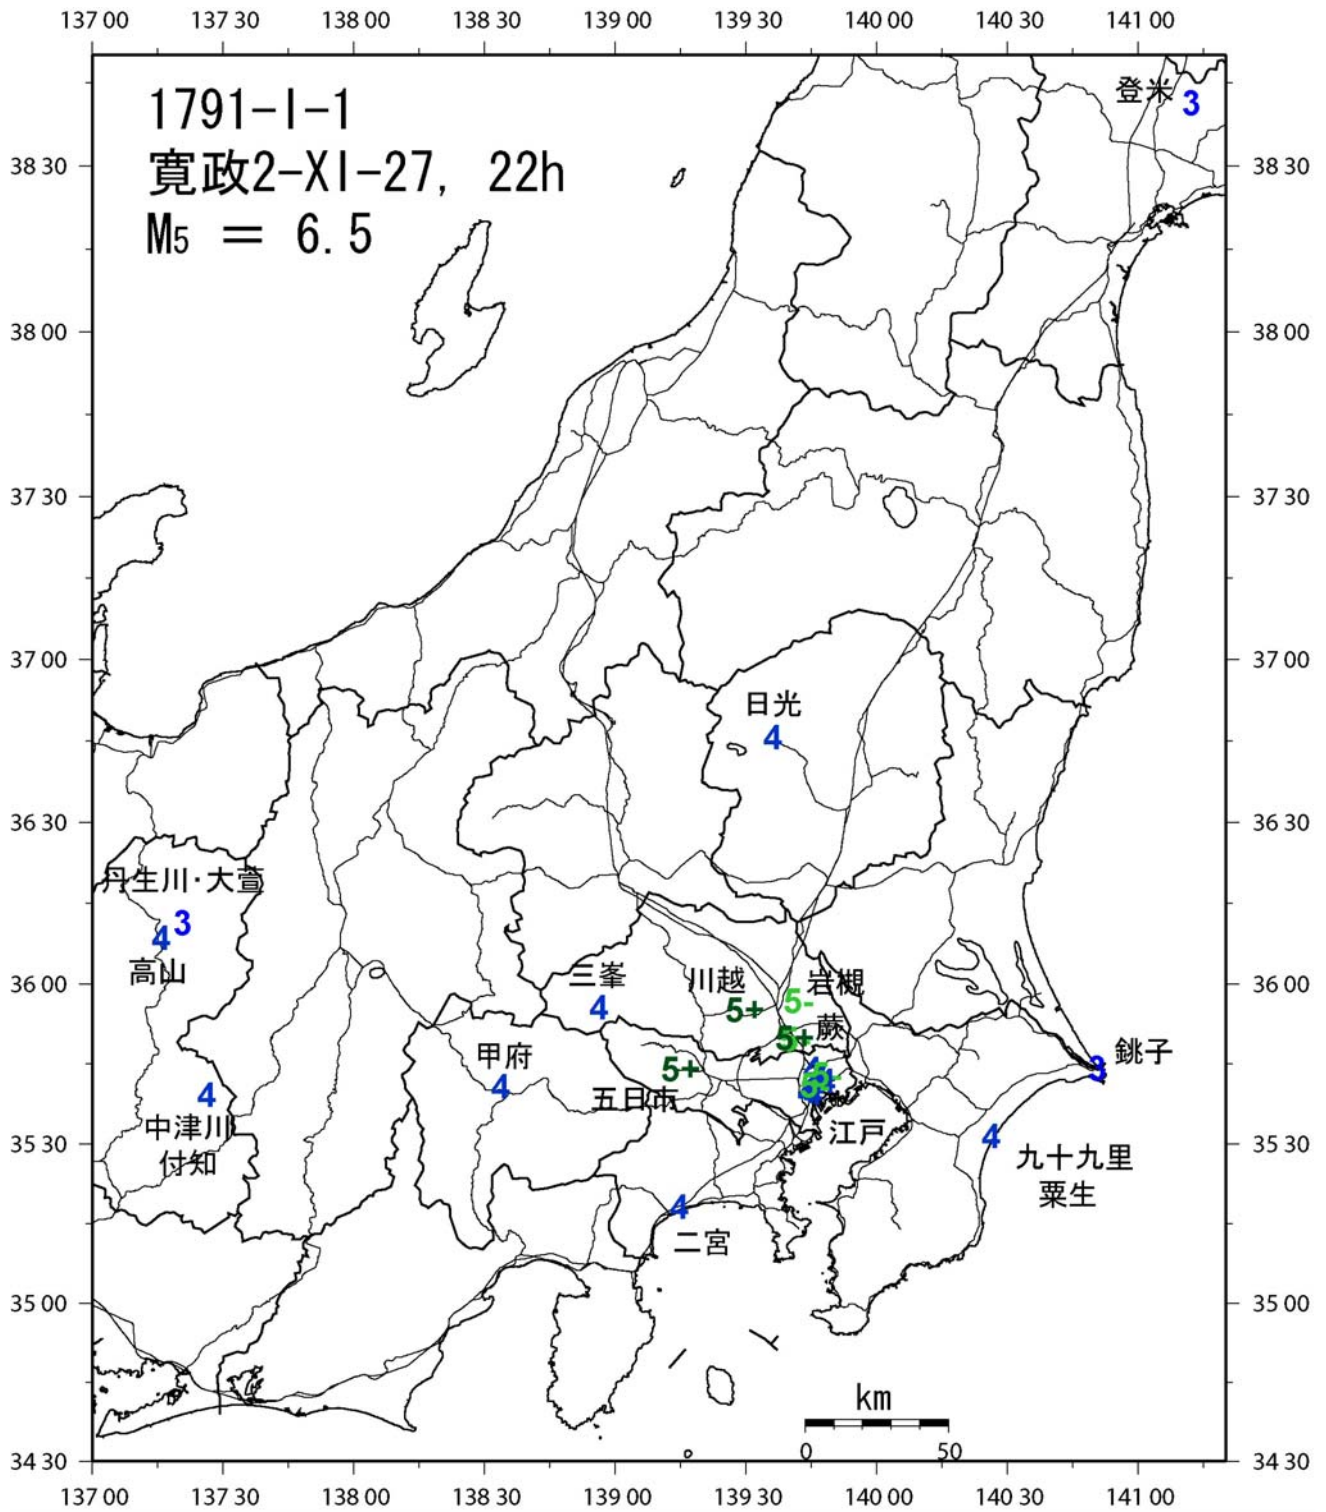 137 00 137 30 138 00 138 30 139 00 139 30 140 00 140 30 141 00
1791-I-1
寛政2-XI-27, 22h
M5 = 6.5
登米
3
38 30 38 30
38 00 38 00
37 30 37 30
37 00 37 00
日光
4
36 30 36 30
丹生川・大萱
3
4
高山
36 00 36 00
三峯
4
川越
5+
岩槻
5-
蕨
5+
甲府
4
五日市
5+
銚子
3
4
中津川
付知
江戸
35 30 35 30
4
九十九里
粟生
4
二宮
35 00 35 00
km
0 50
34 30 34 30
137 00 137 30 138 00 138 30 139 00 139 30 140 00 140 30 141 00